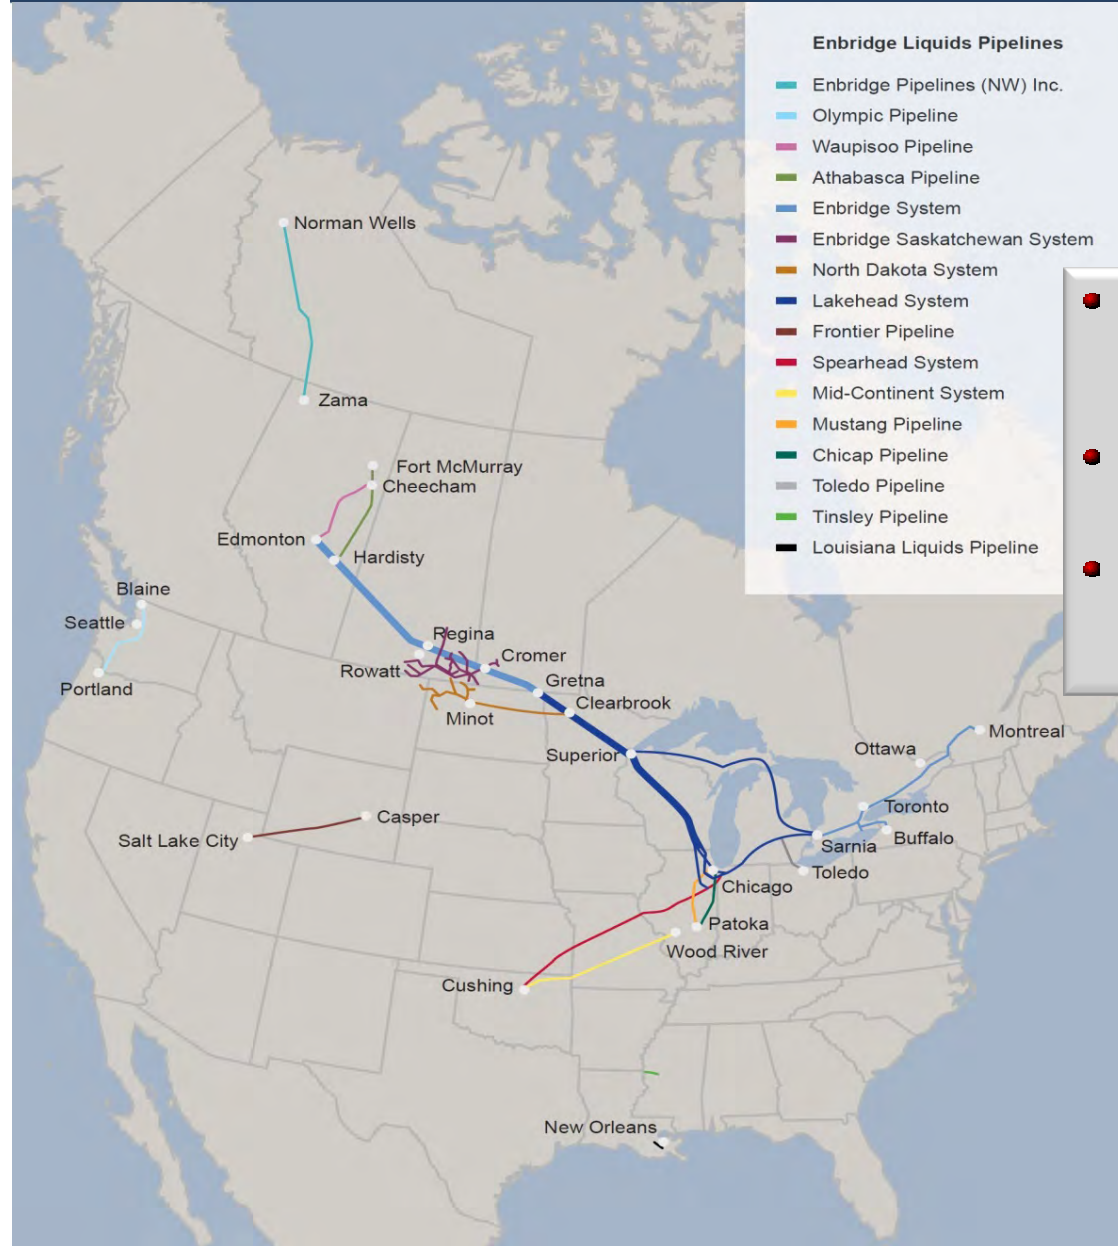 Enbridge Liquids Pipelines
Enbridge Pipelines (NW) Inc.
Olympic Pipeline
Waupisoo Pipeline
Athabasca Pipeline
Enbridge System
Enbridge Saskatchewan System
North Dakota System
Lakehead System
Frontier Pipeline
Spearhead System
Mid-Continent System
Mustang Pipeline
Chicap Pipeline
Toledo Pipeline
Tinsley Pipeline
Louisiana Liquids Pipeline
Norman Wells
Zama
Fort McMurray
Cheecham
Edmonton
Hardisty
Blaine
Seattle
Portland
Regina
Rowatt
Cromer
Gretna
Minot
Clearbrook
Superior
Montreal
Ottawa
Toronto
Buffalo
Sarnia
Toledo
Casper
Salt Lake City
Chicago
Patoka
Wood River
Cushing
New Orleans